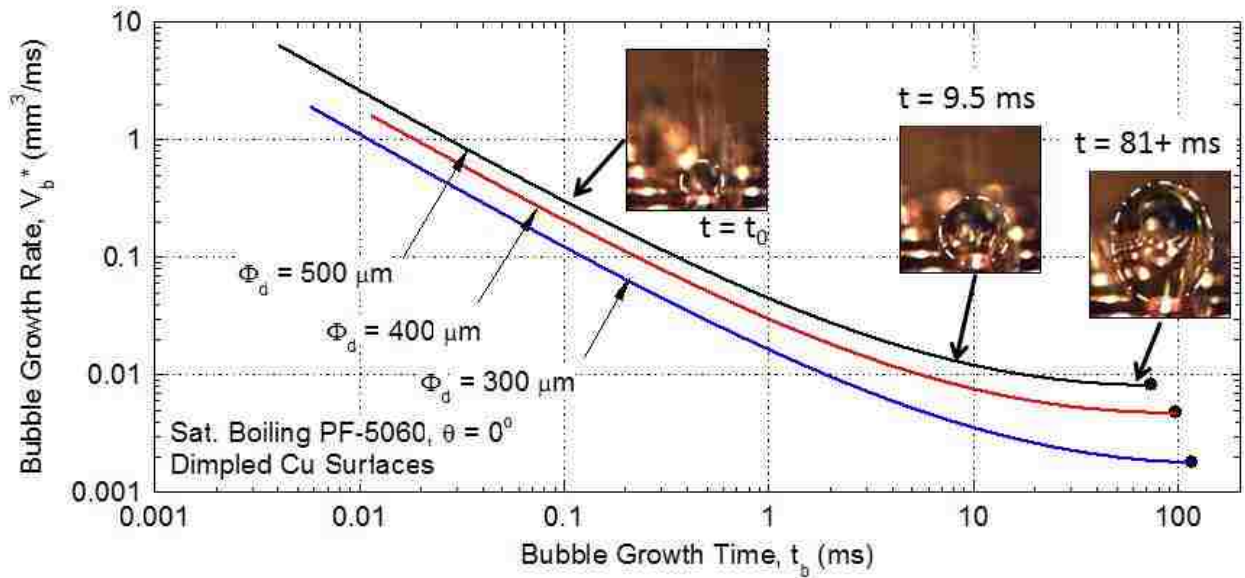 Bubble Growth Rate, V_b* (mm³/ms)
10
1
0.1
0.01
0.001
t = t₀
t = 9.5 ms
t = 81+ ms
Φ_d = 500 μm
Φ_d = 400 μm
Φ_d = 300 μm
Sat. Boiling PF-5060, θ = 0°
Dimpled Cu Surfaces
0.001 0.01 0.1 1 10 100
Bubble Growth Time, t_b (ms)